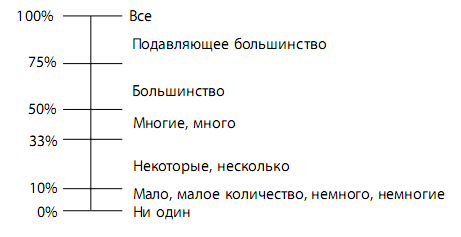 100% Все
Подавляющее большинство
75%
Большинство
50%
Многие, много
33%
Некоторые, несколько
10%
Мало, малое количество, немного, немногие
0% Ни один